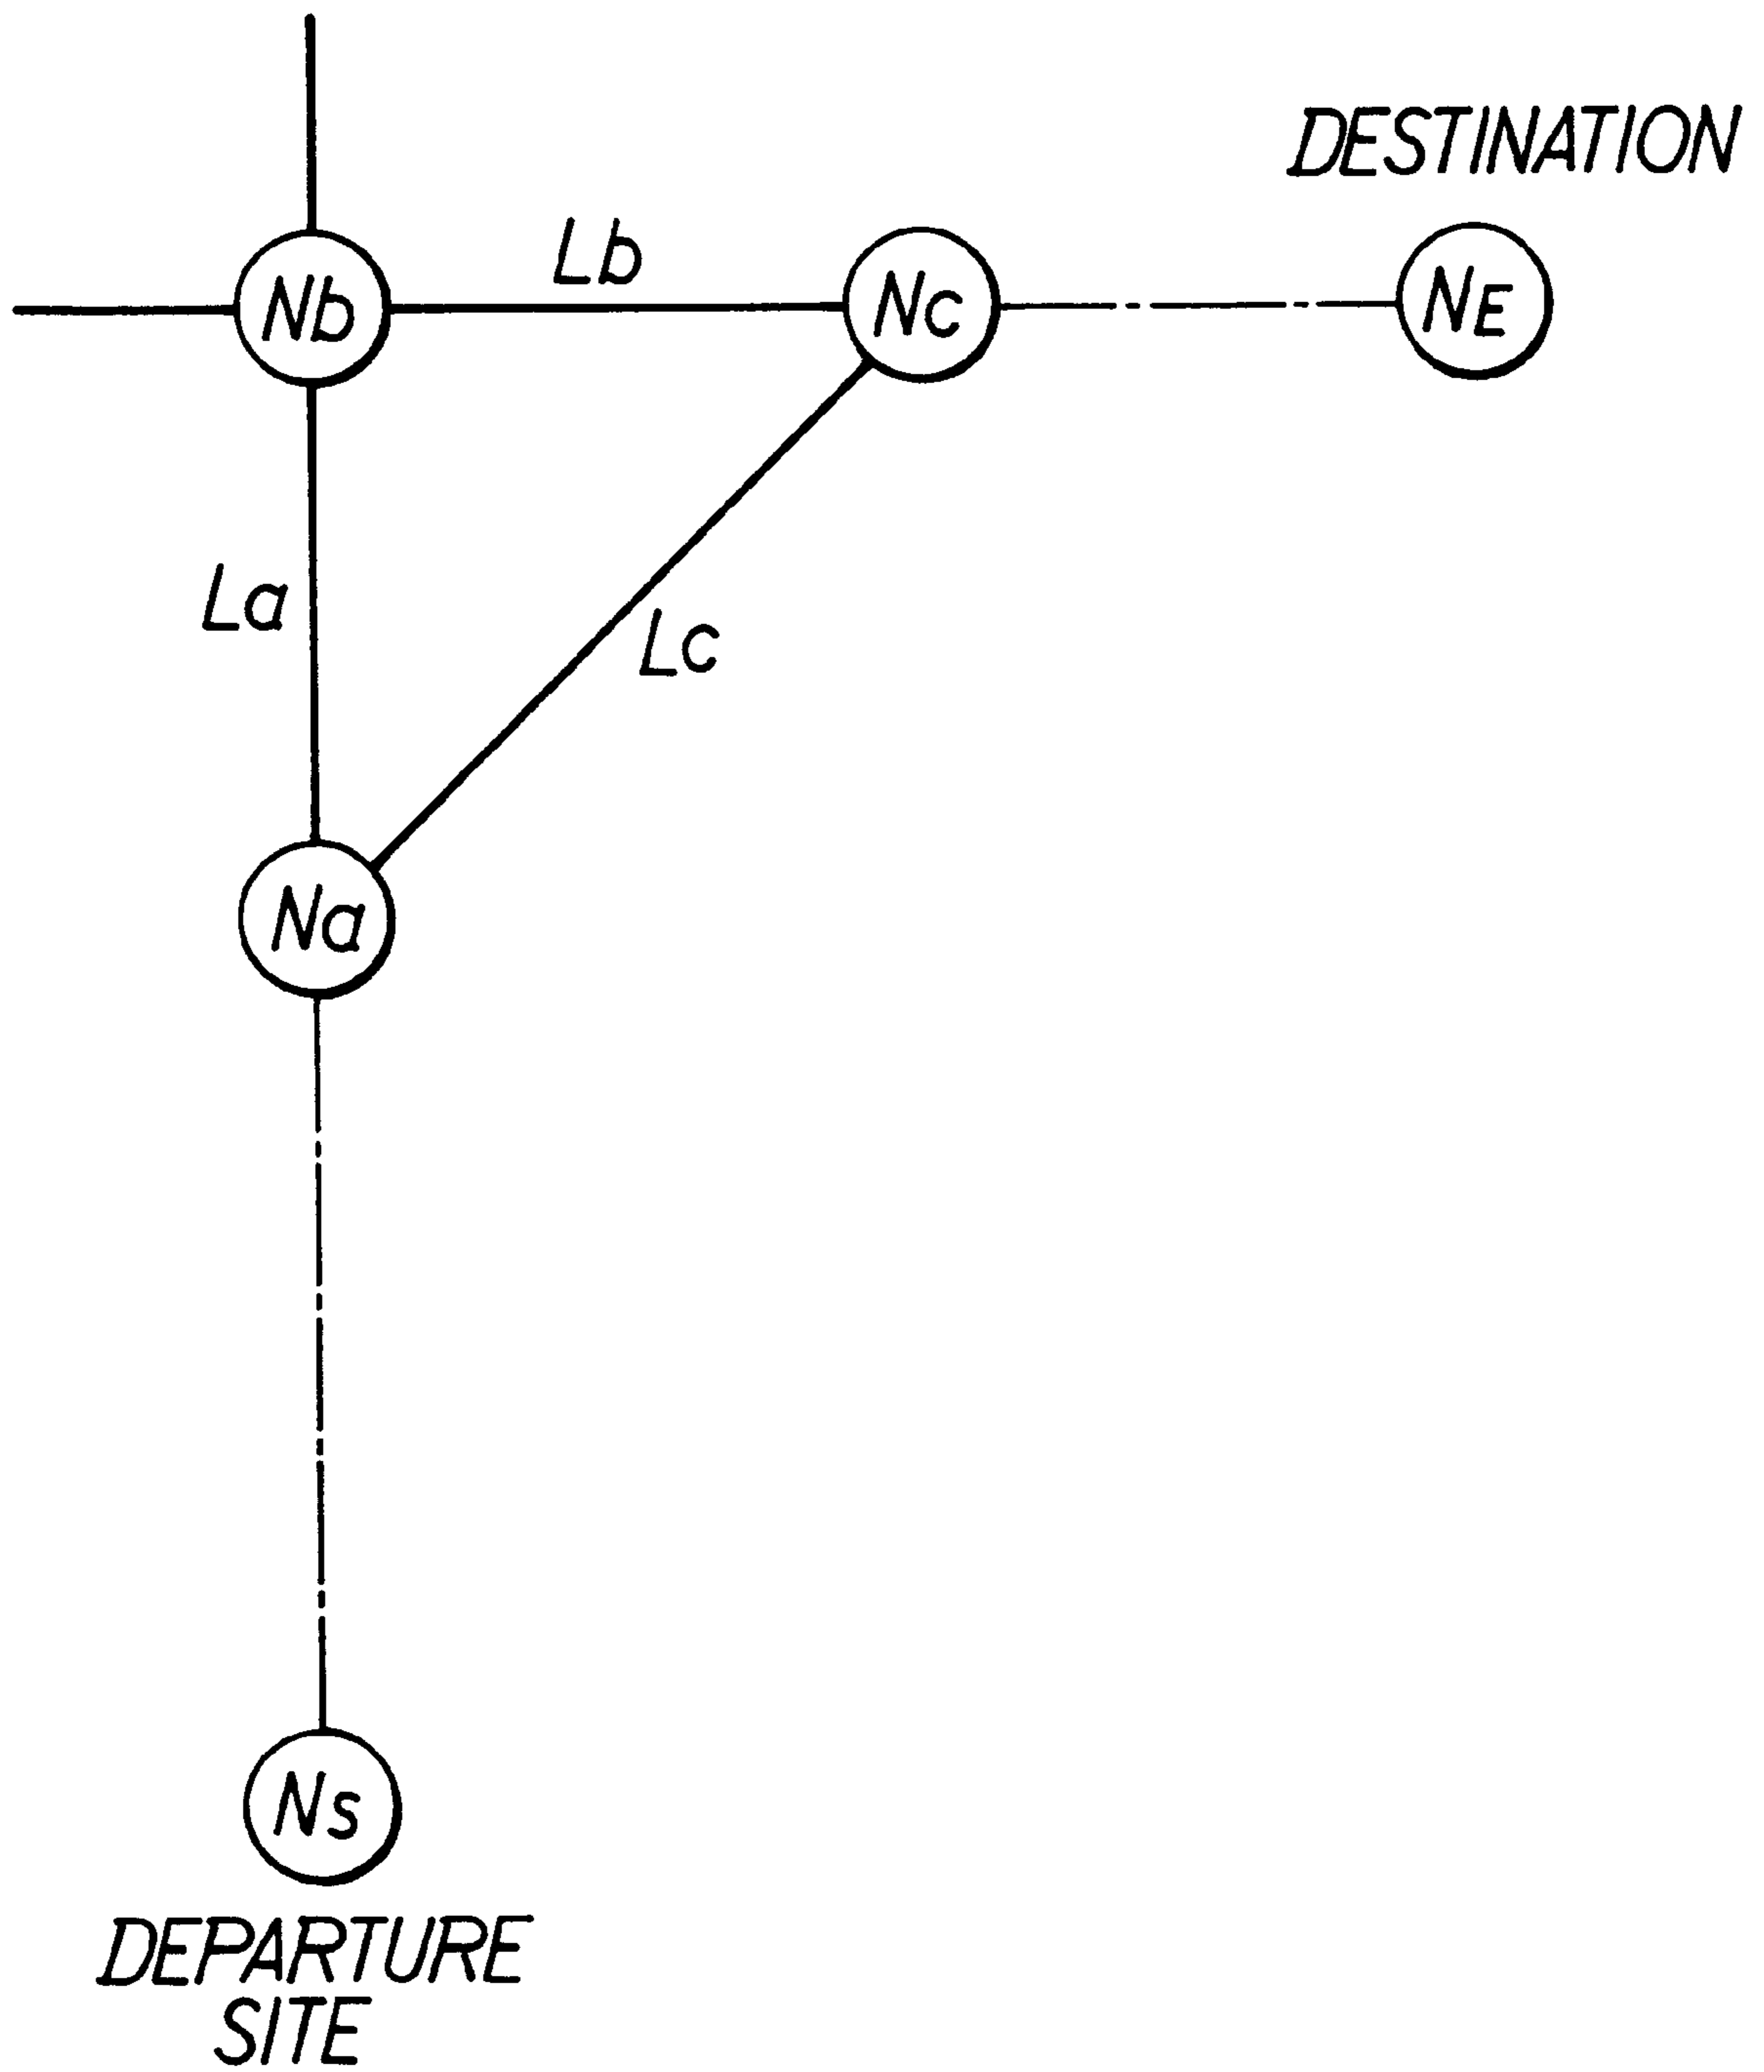 DESTINATION
Lb
Nb
Nc
NE
La
Lc
Na
Ns
DEPARTURE
SITE